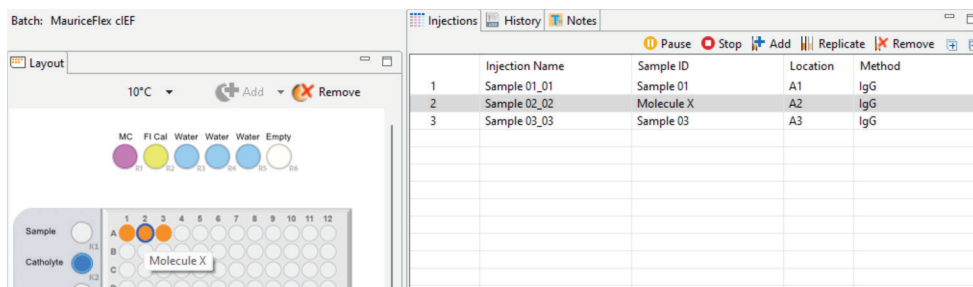 Batch: MauriceFlex cIEF
Layout
10°C Add Remove
MC Fl Cal Water Water Water Empty
R1 R2 R3 R4 R5 R6
1 2 3 4 5 6 7 8 9 10 11 12
Sample
K1
A
B
Catholyte
K2
C
Molecule X
Injections History Notes
Pause Stop Add Replicate Remove
Injection Name Sample ID Location Method
1 Sample 01_01 Sample 01 A1 IgG
2 Sample 02_02 Molecule X A2 IgG
3 Sample 03_03 Sample 03 A3 IgG